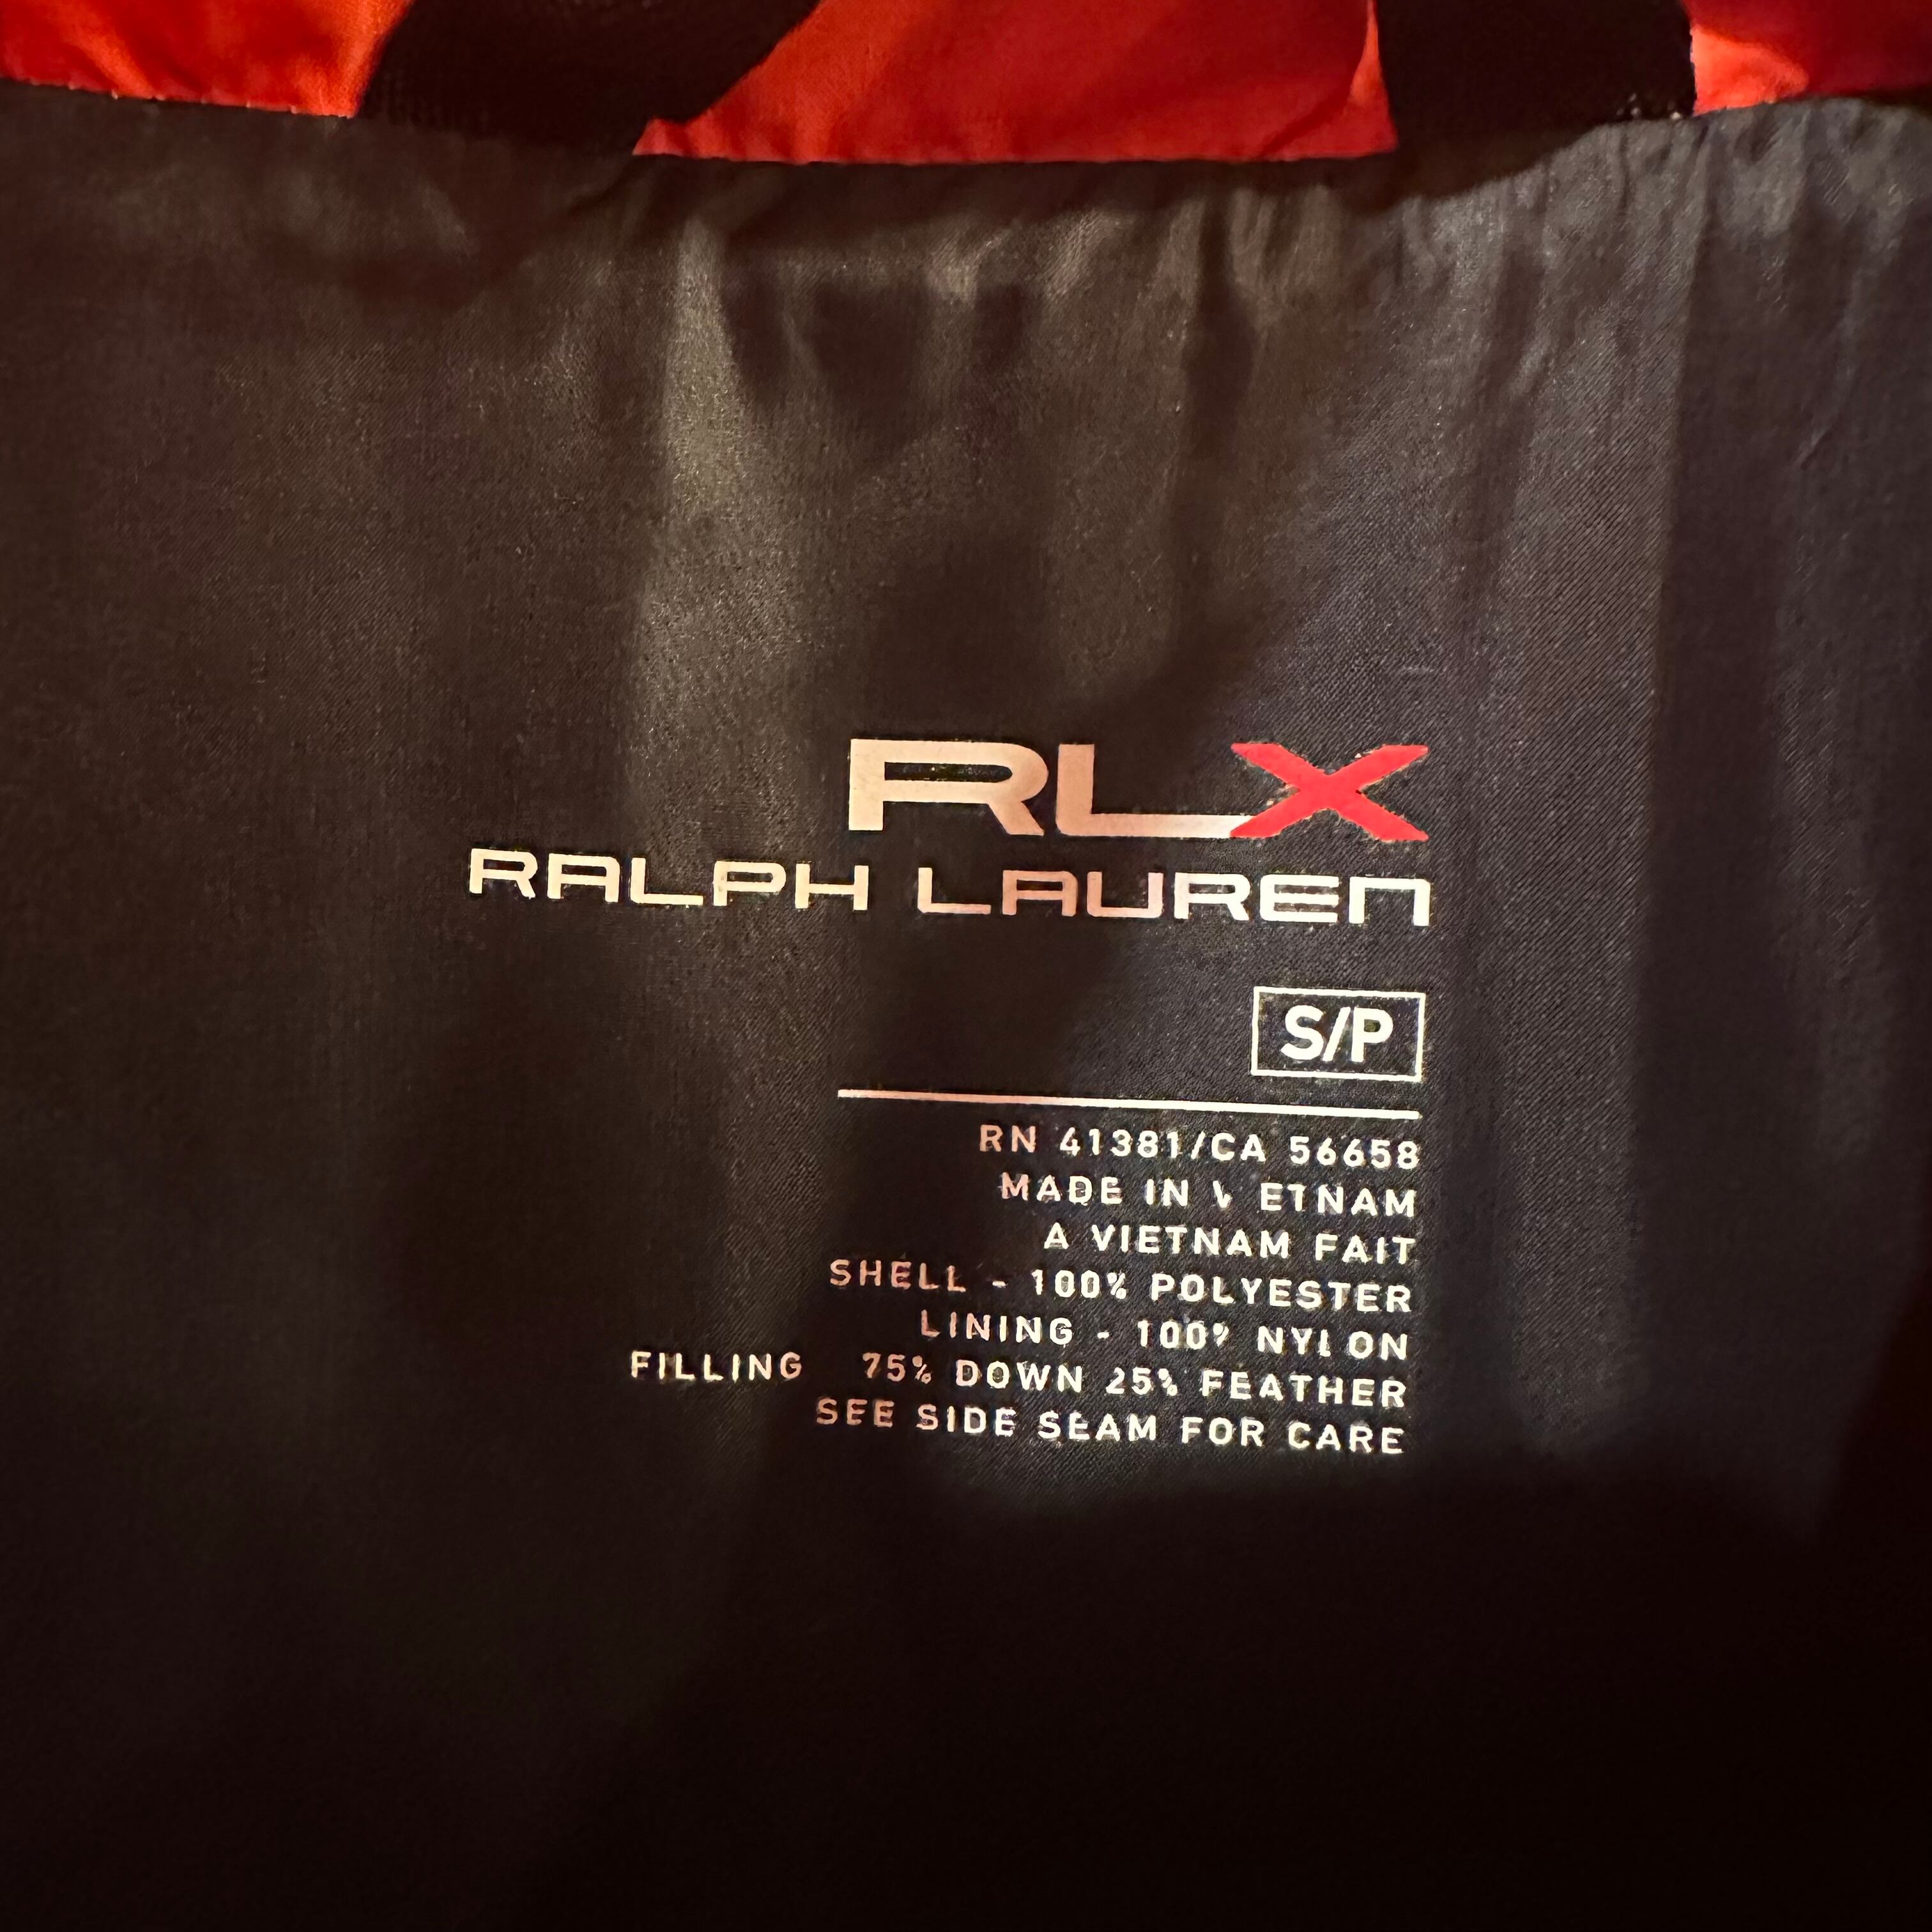 RLX
RALPH LAUREN
S/P
RN 41381/CA 56658
MADE IN VIETNAM
A VIETNAM FAIT
SHELL - 100% POLYESTER
LINING - 100% NYLON
FILLING 75% DOWN 25% FEATHER
SEE SIDE SEAM FOR CARE